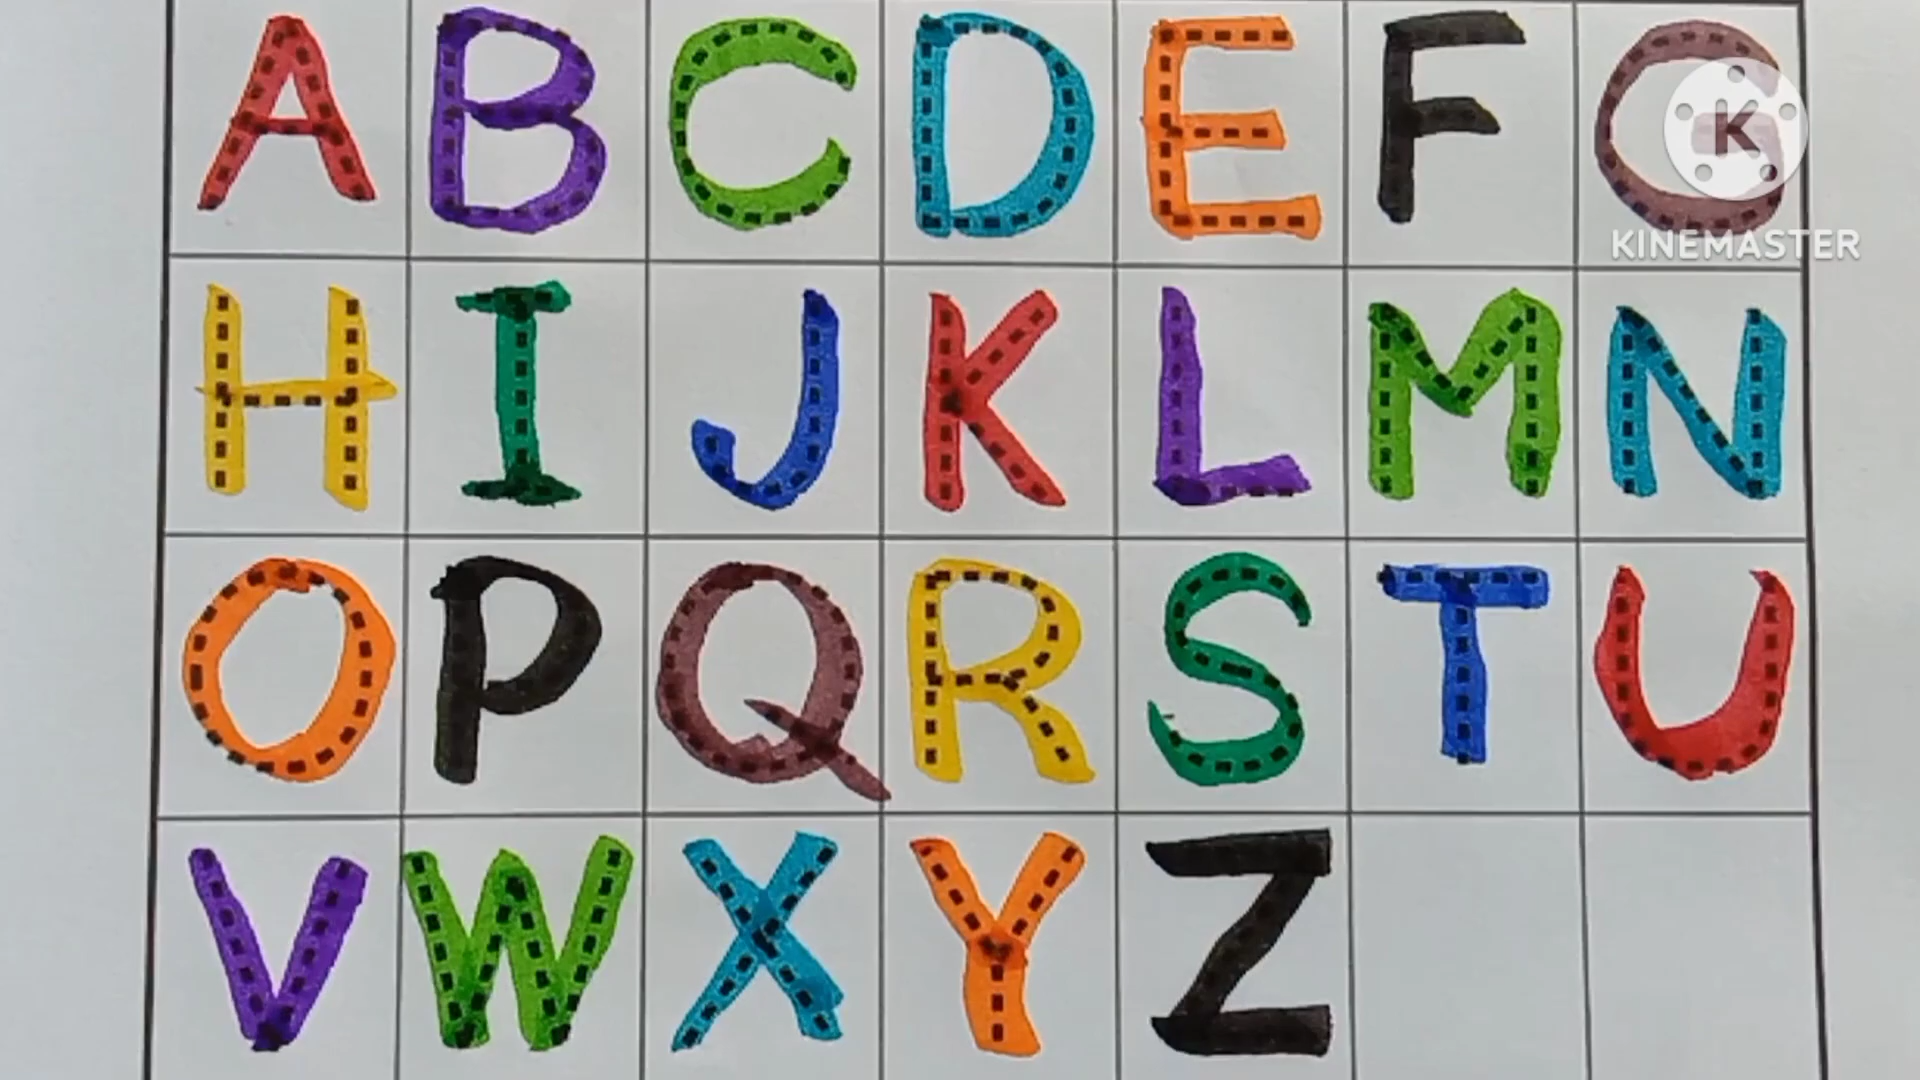 A B C D E F G
K
KINEMASTER
H I J K L M N
O P Q R S T U
V W X Y Z